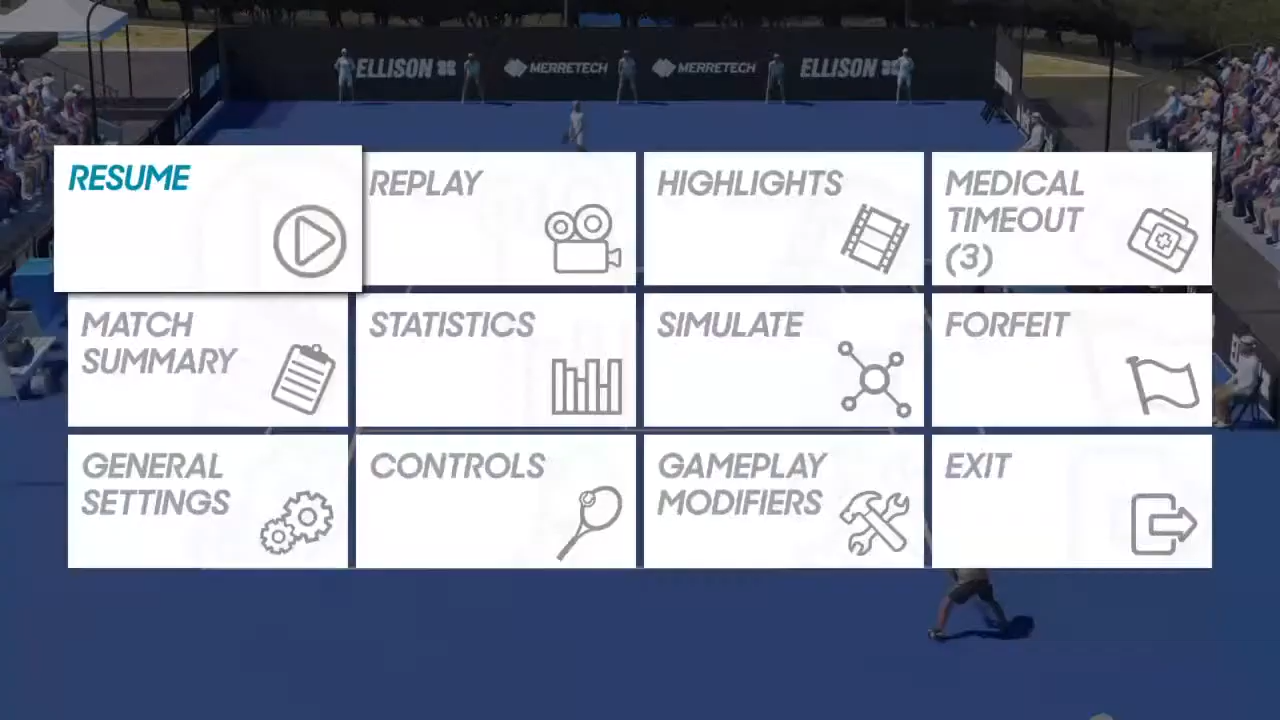 ELLISON MERRETECH MERRETECH ELLISON
RESUME
REPLAY
HIGHLIGHTS
MEDICAL
TIMEOUT
(3)
MATCH
SUMMARY
STATISTICS
SIMULATE
FORFEIT
GENERAL
SETTINGS
CONTROLS
GAMEPLAY
MODIFIERS
EXIT